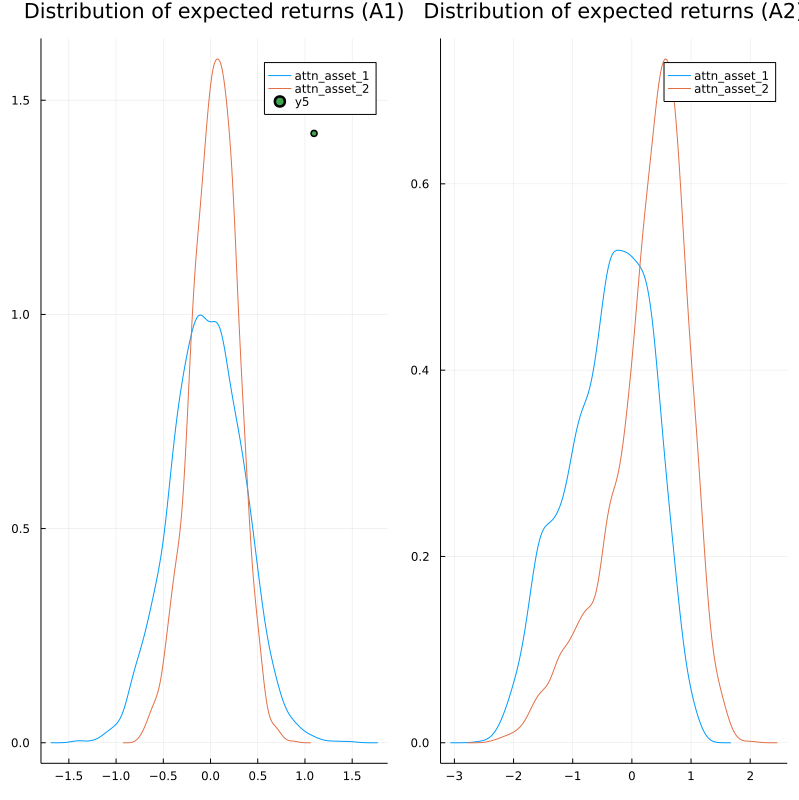 Distribution of expected returns (A1)
Distribution of expected returns (A2)
attn_asset_1
attn_asset_2
y5
1.5
1.0
0.5
0.0
−1.5 −1.0 −0.5 0.0 0.5 1.0 1.5
attn_asset_1
attn_asset_2
0.6
0.4
0.2
0.0
−3 −2 −1 0 1 2